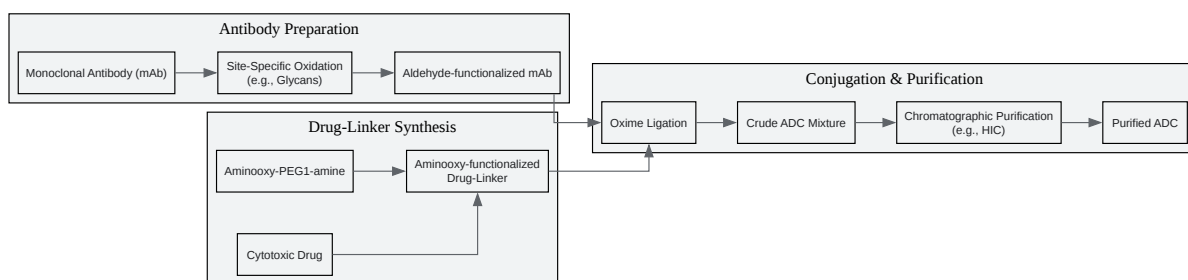 Antibody Preparation
Monoclonal Antibody (mAb)
Site-Specific Oxidation
(e.g., Glycans)
Aldehyde-functionalized mAb
Drug-Linker Synthesis
Aminooxy-PEG1-amine
Aminooxy-functionalized
Drug-Linker
Cytotoxic Drug
Conjugation & Purification
Oxime Ligation
Crude ADC Mixture
Chromatographic Purification
(e.g., HIC)
Purified ADC